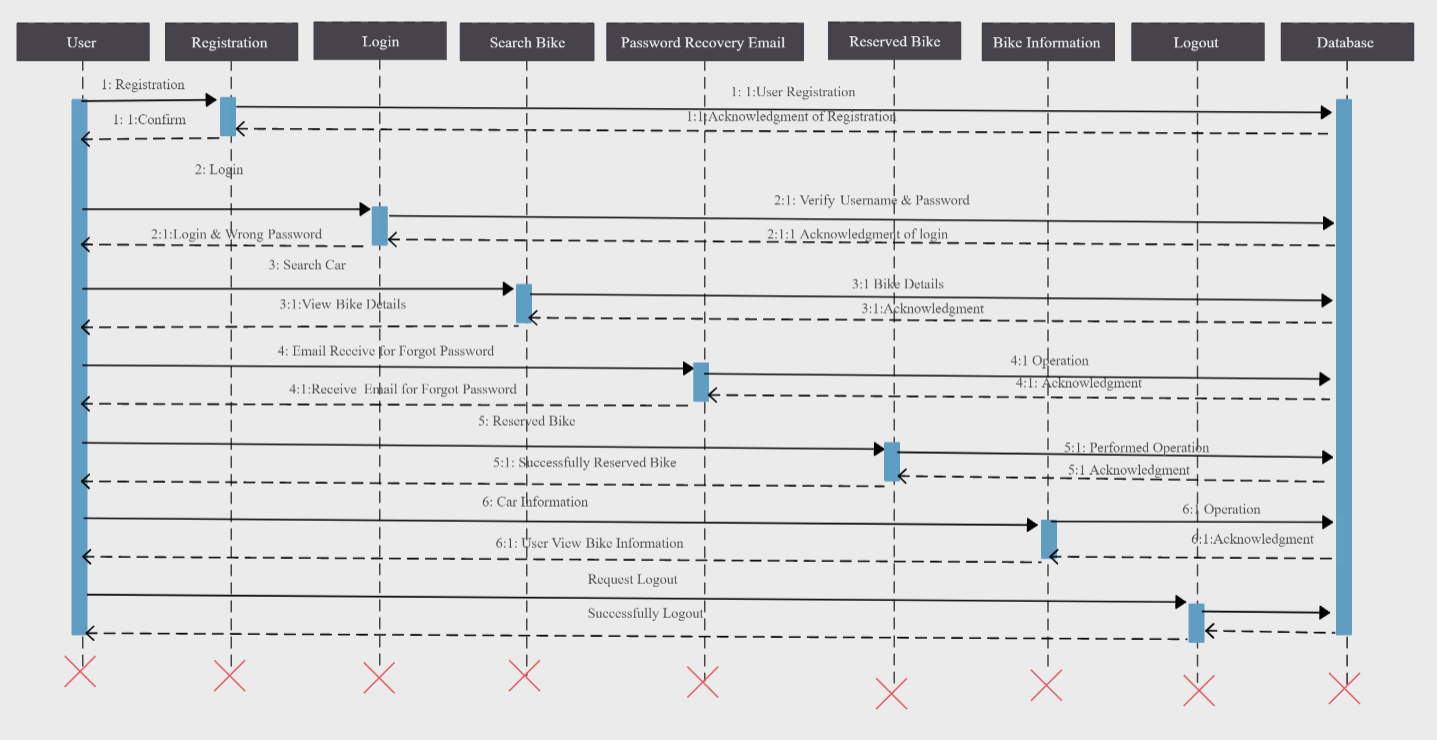 User
Registration
Login
Search Bike
Password Recovery Email
Reserved Bike
Bike Information
Logout
Database
1: Registration
1: 1:User Registration
1: 1:Confirm
1:1:Acknowledgment of Registration
2: Login
2:1: Verify Username & Password
2:1:Login & Wrong Password
2:1:1 Acknowledgment of login
3: Search Car
3:1 Bike Details
3:1:View Bike Details
3:1:Acknowledgment
4: Email Receive for Forgot Password
4:1 Operation
4:1:Receive Email for Forgot Password
4:1: Acknowledgment
5: Reserved Bike
5:1: Performed Operation
5:1: Successfully Reserved Bike
5:1 Acknowledgment
6: Car Information
6:1 Operation
6:1: User View Bike Information
6:1:Acknowledgment
Request Logout
Successfully Logout